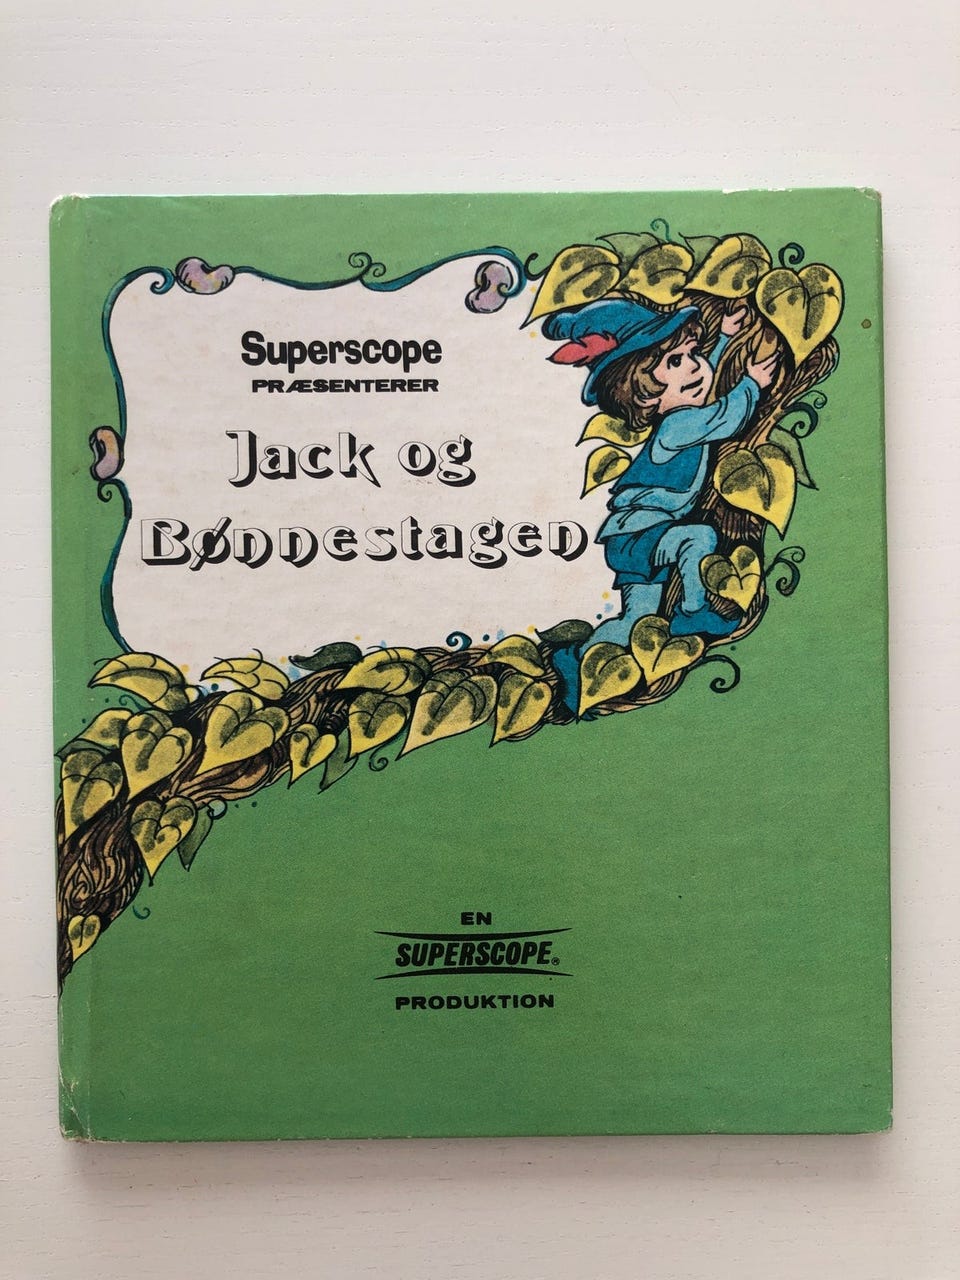 Superscope
PRÆSENTERER
Jack og
Bønnestagen
EN
SUPERSCOPE®
PRODUKTION